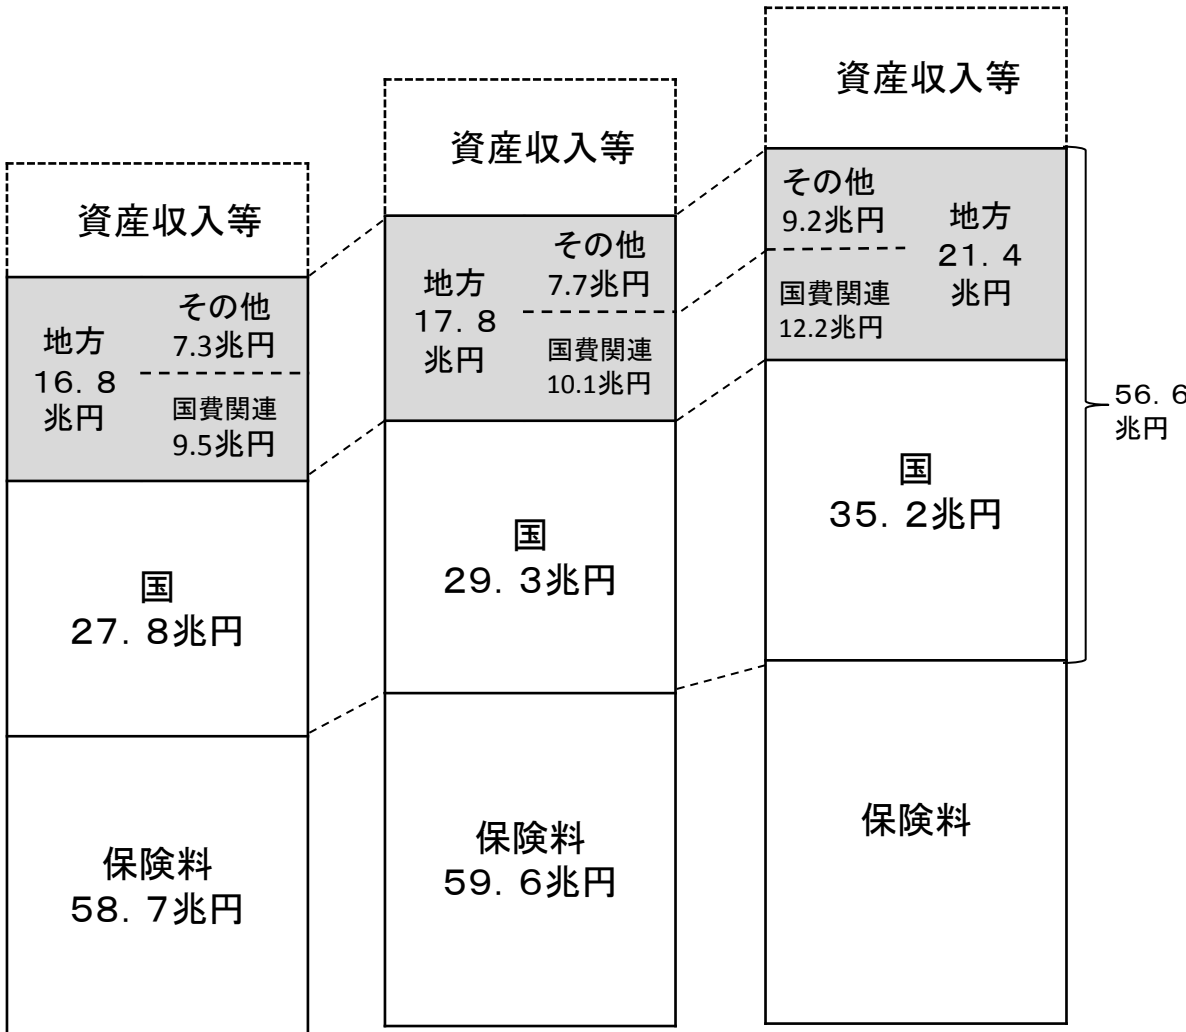 資産収入等
地方
16. 8
兆円
その他
7.3兆円
国費関連
9.5兆円
国
27. 8兆円
保険料
58. 7兆円
資産収入等
地方
17. 8
兆円
その他
7.7兆円
国費関連
10.1兆円
国
29. 3兆円
保険料
59. 6兆円
資産収入等
その他
9.2兆円
国費関連
12.2兆円
地方
21. 4
兆円
国
35. 2兆円
保険料
56. 6
兆円